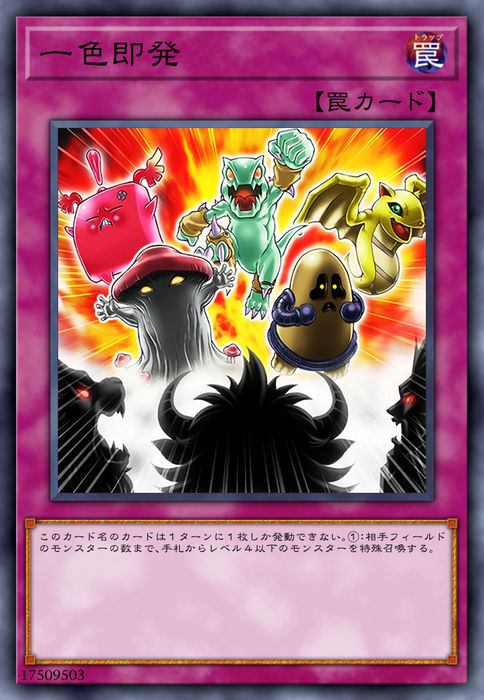 一色即発
トラップ
罠
【罠カード】
このカード名のカードは1ターンに1枚しか発動できない。①:相手フィールド
のモンスターの数まで、手札からレベル4以下のモンスターを特殊召喚する。
17509503